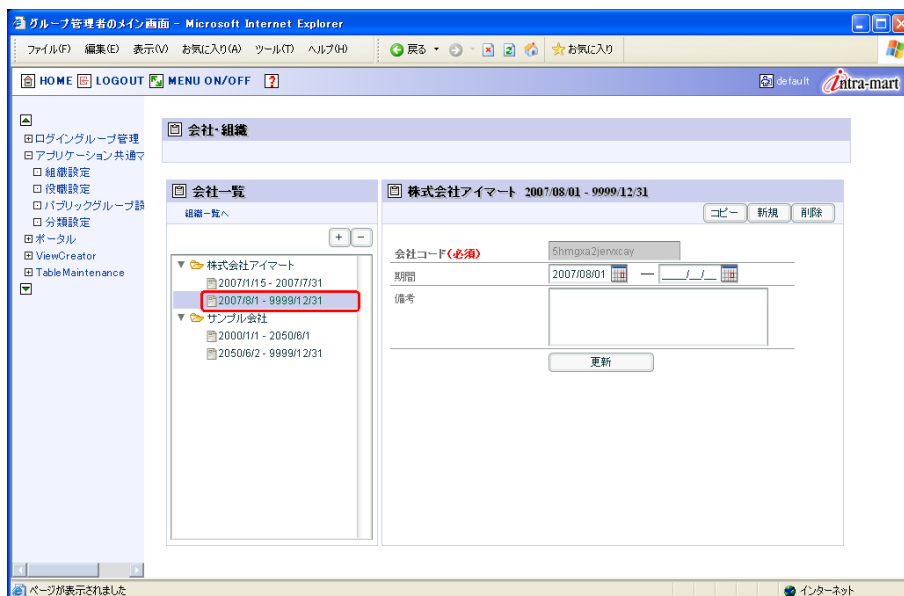 グループ管理者のメイン画面 - Microsoft Internet Explorer
ファイル(F) 編集(E) 表示(V) お気に入り(A) ツール(T) ヘルプ(H) 戻る お気に入り
HOME LOGOUT MENU ON/OFF ? default intra-mart
ログイングループ管理
アプリケーション共通マ
組織設定
役職設定
パブリックグループ設
分類設定
ポータル
ViewCreator
TableMaintenance
会社・組織
会社一覧
組織一覧へ
+ -
株式会社アイマート
2007/1/15 - 2007/7/31
2007/8/1 - 9999/12/31
サンプル会社
2000/1/1 - 2050/6/1
2050/6/2 - 9999/12/31
株式会社アイマート 2007/08/01 - 9999/12/31
コピー 新規 削除
会社コード(必須) 5hmgxa2jervxcay
期間 2007/08/01 — ____/__/__
備考
更新
ページが表示されました インターネット